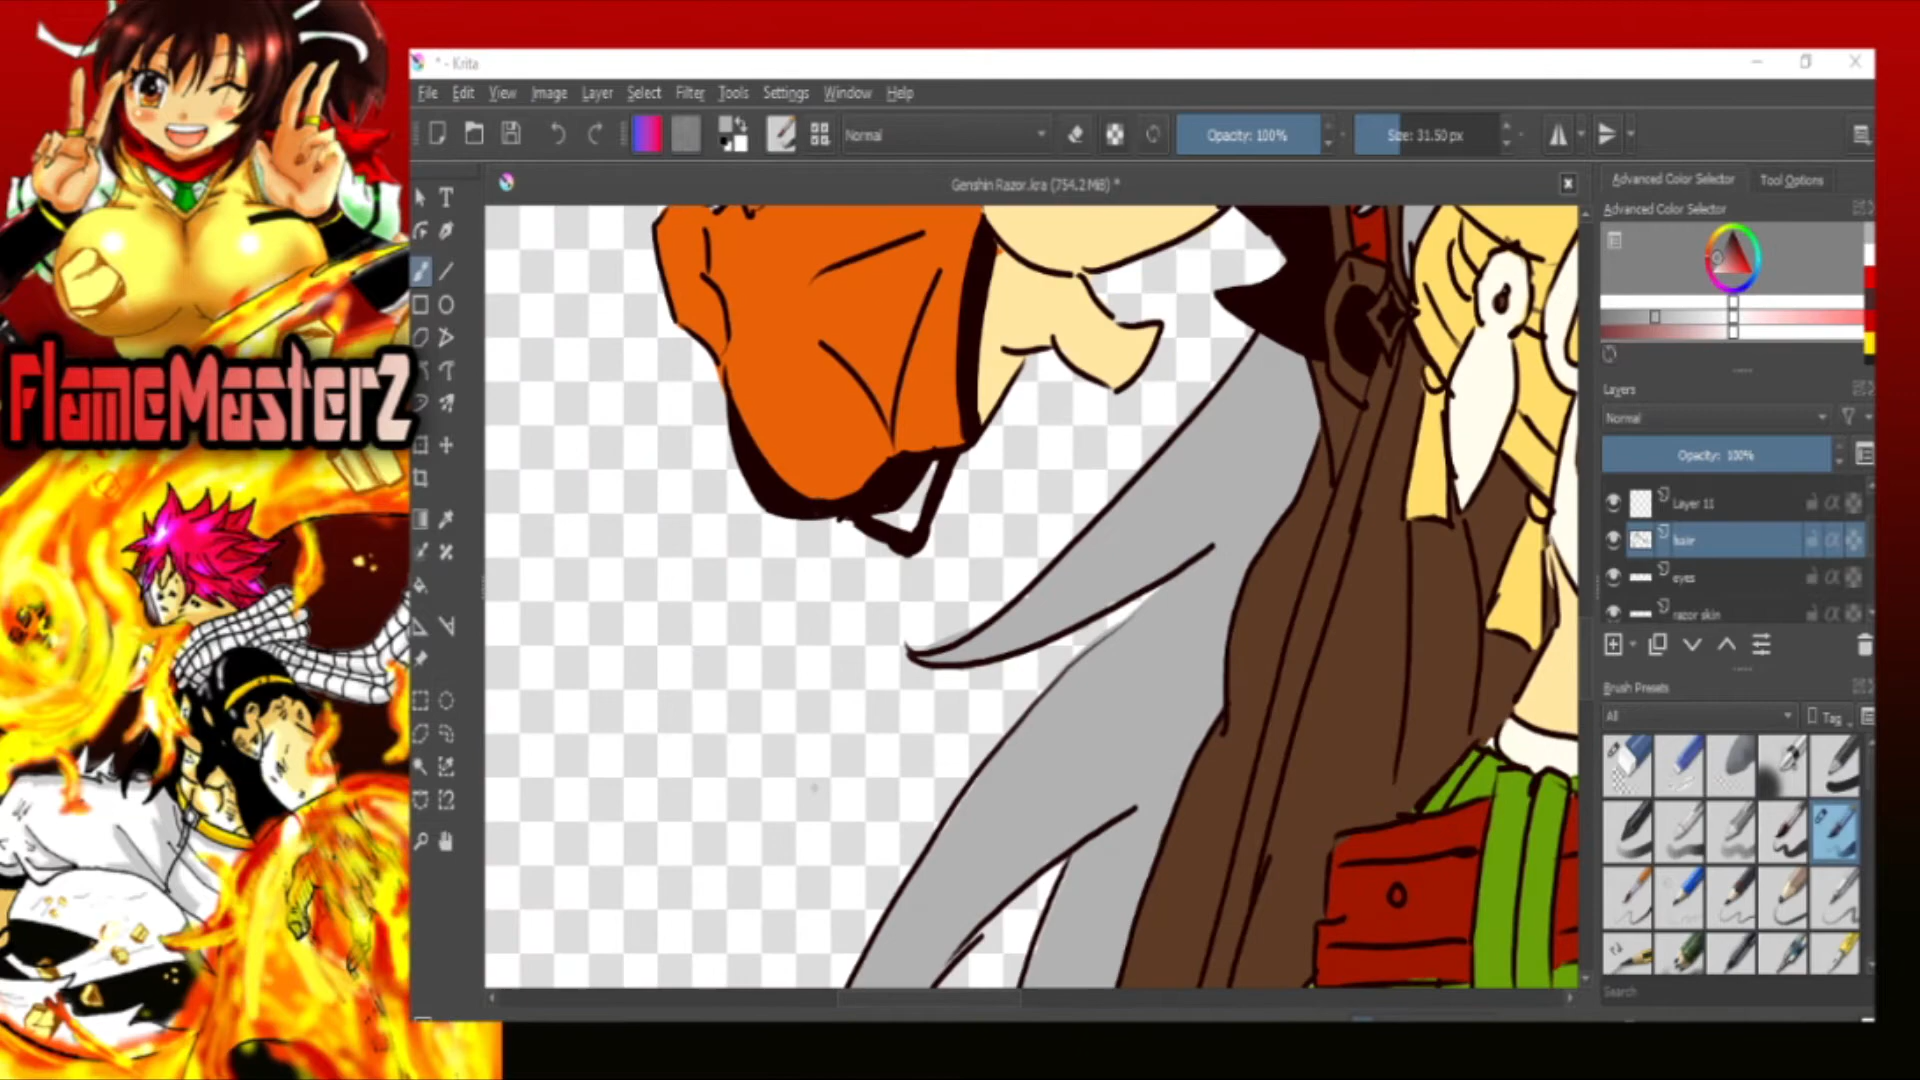 * - Krita
File Edit View Image Layer Select Filter Tools Settings Window Help
Normal
Opacity: 100%
Size: 31.50 px
Genshin Razor.kra (754.2 MiB) *
Advanced Color Selector
Tool Options
Advanced Color Selector
FlameMaster2
Layers
Normal
Opacity: 100%
Layer 11
hair
eyes
razor skin
Brush Presets
All
Tag
Search